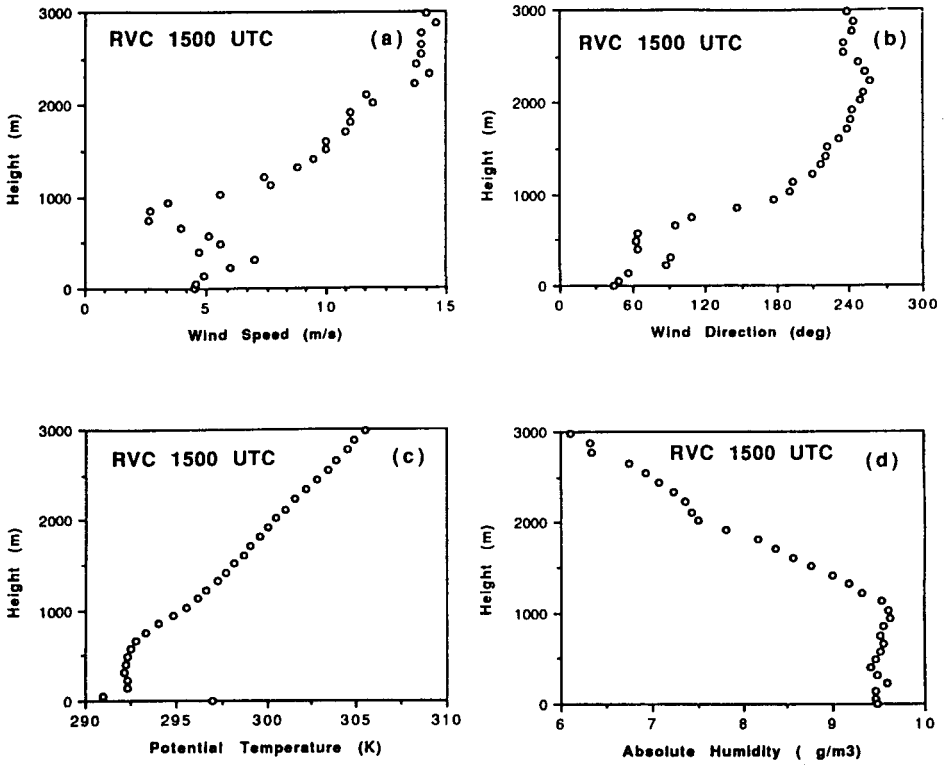 3000
2000
1000
0
Height (m)
RVC 1500 UTC
(a)
0
5
10
15
Wind Speed (m/s)
3000
2000
1000
0
Height (m)
RVC 1500 UTC
(b)
0
60
120
180
240
300
Wind Direction (deg)
3000
2000
1000
0
Height (m)
RVC 1500 UTC
(c)
290
295
300
305
310
Potential Temperature (K)
3000
2000
1000
0
Height (m)
RVC 1500 UTC
(d)
6
7
8
9
10
Absolute Humidity ( g/m3)